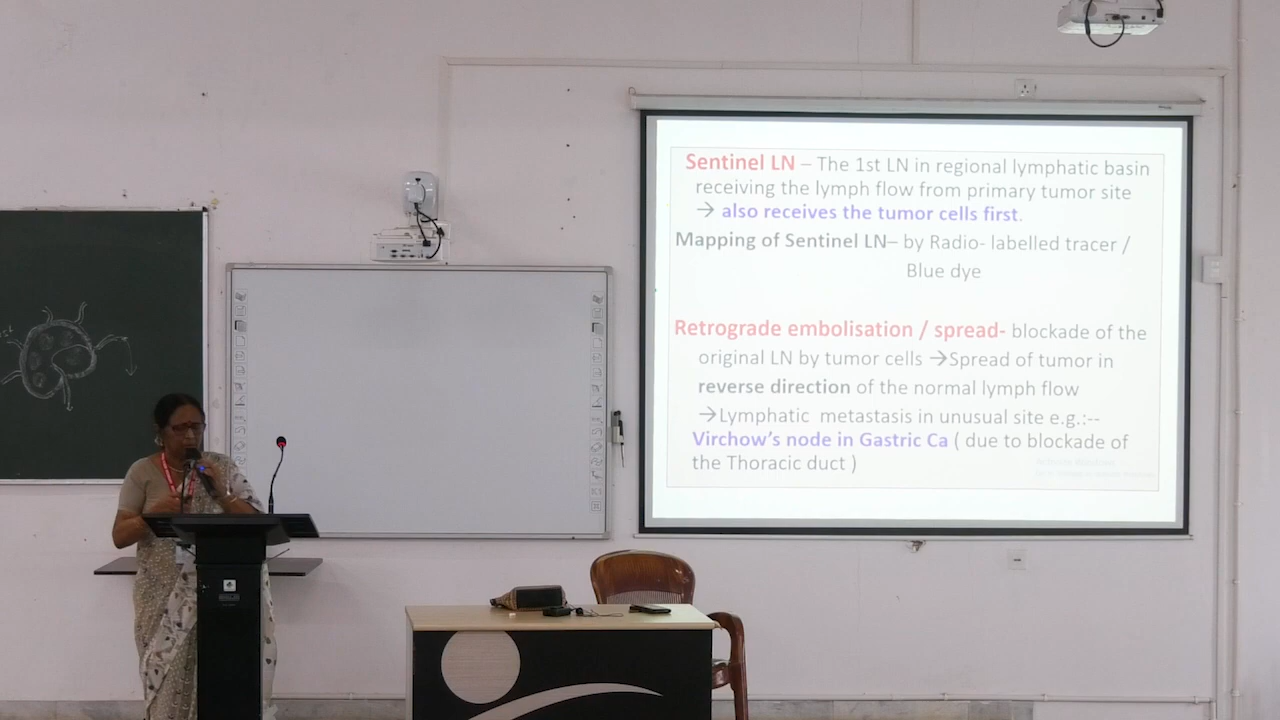 Sentinel LN – The 1st LN in regional lymphatic basin
receiving the lymph flow from primary tumor site
→ also receives the tumor cells first.
Mapping of Sentinel LN– by Radio- labelled tracer /
Blue dye
Retrograde embolisation / spread- blockade of the
original LN by tumor cells →Spread of tumor in
reverse direction of the normal lymph flow
→Lymphatic metastasis in unusual site e.g.:--
Virchow's node in Gastric Ca ( due to blockade of
the Thoracic duct )